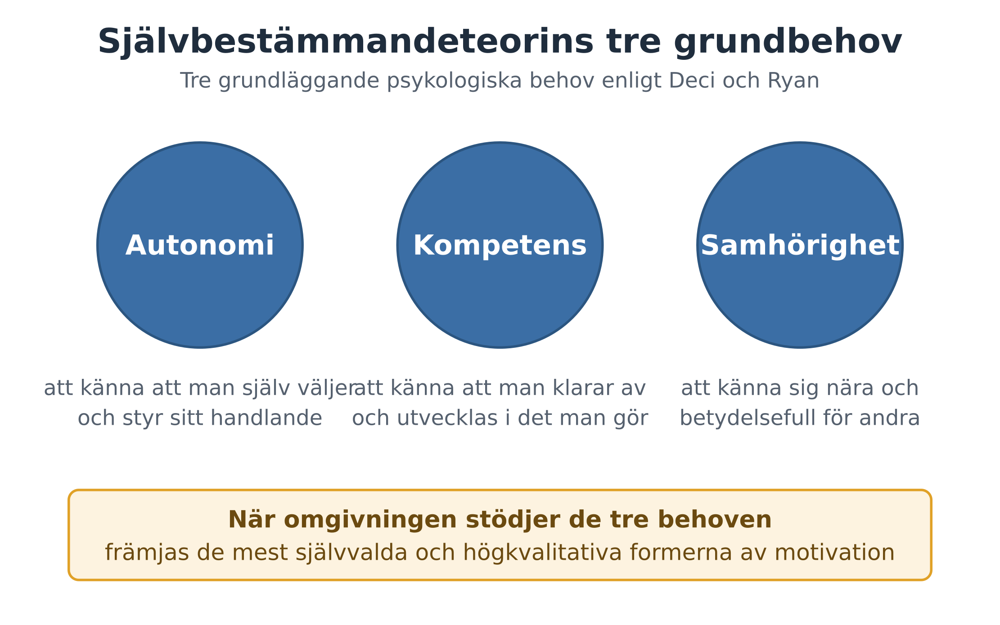 Självbestämmandeteorins tre grundbehov
Tre grundläggande psykologiska behov enligt Deci och Ryan
Autonomi
att känna att man själv väljer
och styr sitt handlande
Kompetens
att känna att man klarar av
och utvecklas i det man gör
Samhörighet
att känna sig nära och
betydelsefull för andra
När omgivningen stödjer de tre behoven
främjas de mest självvalda och högkvalitativa formerna av motivation